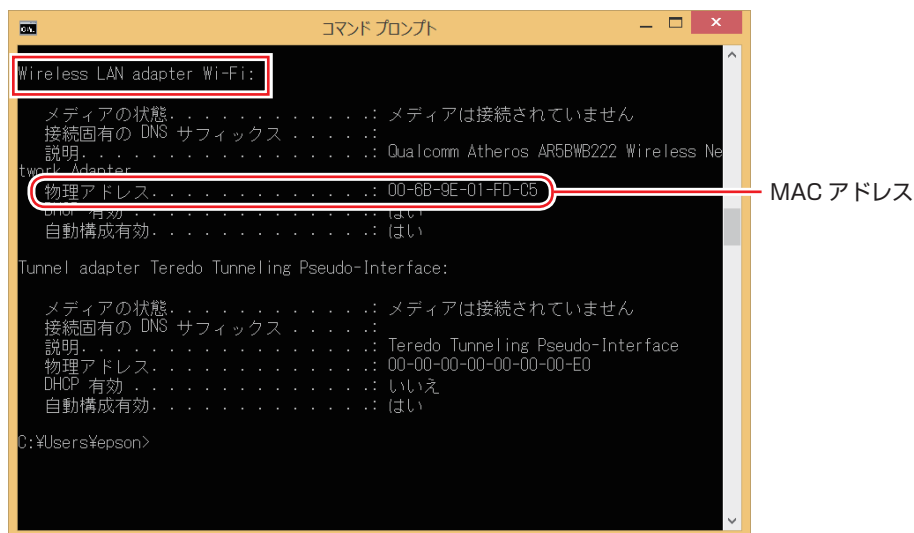 コマンド プロンプト
Wireless LAN adapter Wi-Fi:
メディアの状態. . . . . . . . . . . .: メディアは接続されていません
接続固有の DNS サフィックス . . . . .:
説明. . . . . . . . . . . . . . . . .: Qualcomm Atheros AR5BWB222 Wireless Ne
twork Adapter
物理アドレス. . . . . . . . . . . . .: 00-6B-9E-01-FD-C5
MAC アドレス
DHCP 有効 . . . . . . . . . . . . . .: はい
自動構成有効. . . . . . . . . . . . .: はい
Tunnel adapter Teredo Tunneling Pseudo-Interface:
メディアの状態. . . . . . . . . . . .: メディアは接続されていません
接続固有の DNS サフィックス . . . . .:
説明. . . . . . . . . . . . . . . . .: Teredo Tunneling Pseudo-Interface
物理アドレス. . . . . . . . . . . . .: 00-00-00-00-00-00-00-E0
DHCP 有効 . . . . . . . . . . . . . .: いいえ
自動構成有効. . . . . . . . . . . . .: はい
C:¥Users¥epson>